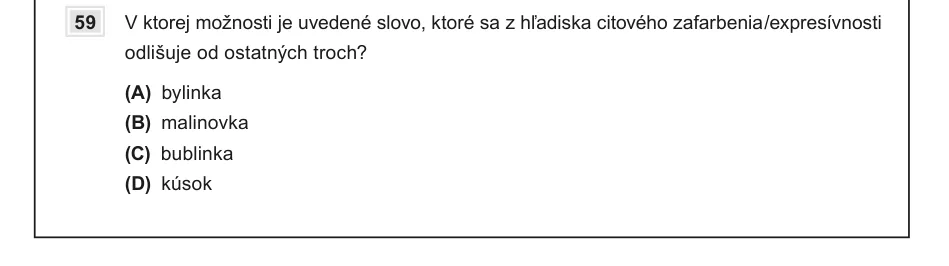 59 V ktorej možnosti je uvedené slovo, ktoré sa z hľadiska citového zafarbenia/expresívnosti
odlišuje od ostatných troch?
(A) bylinka
(B) malinovka
(C) bublinka
(D) kúsok